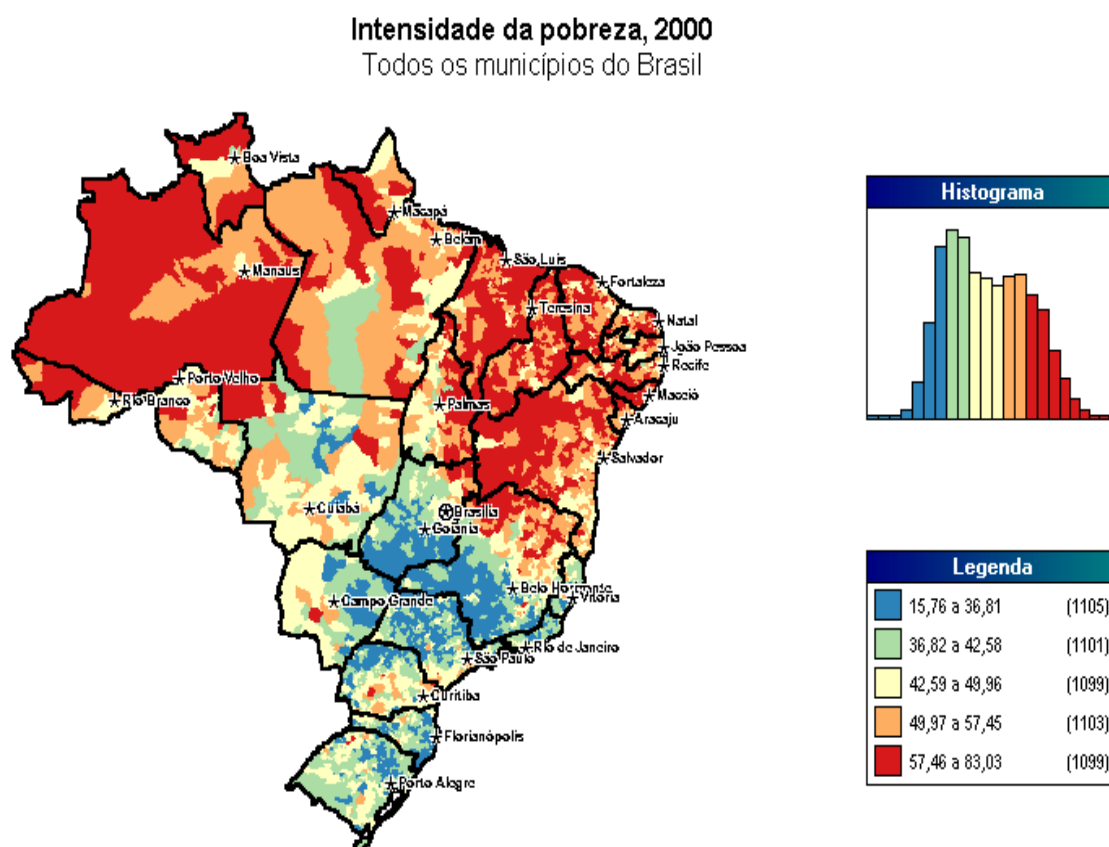 Intensidade da pobreza, 2000
Todos os municípios do Brasil
Boa Vista
Macapá
Belém
Manaus
São Luís
Fortaleza
Teresina
Natal
João Pessoa
Recife
Porto Velho
Rio Branco
Palmas
Maceió
Aracaju
Salvador
Cuiabá
Brasília
Goiânia
Belo Horizonte
Vitória
Campo Grande
Rio de Janeiro
São Paulo
Curitiba
Florianópolis
Porto Alegre
Histograma
Legenda
15,76 a 36,81 (1105)
36,82 a 42,58 (1101)
42,59 a 49,96 (1099)
49,97 a 57,45 (1103)
57,46 a 83,03 (1099)